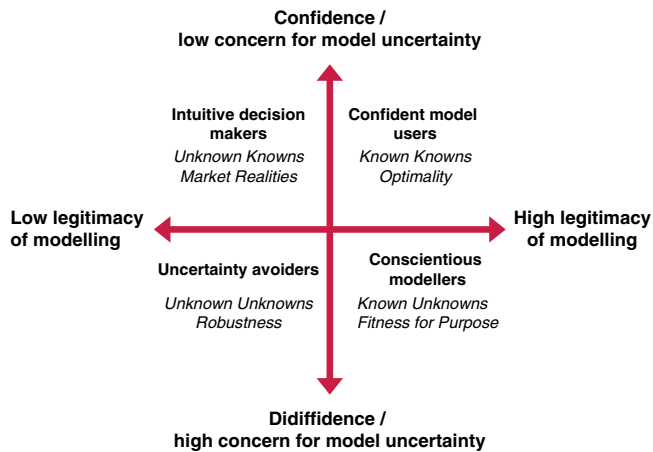 Confidence /
low concern for model uncertainty
Intuitive decision
makers
Unknown Knowns
Market Realities
Confident model
users
Known Knowns
Optimality
Low legitimacy
of modelling
High legitimacy
of modelling
Uncertainty avoiders
Unknown Unknowns
Robustness
Conscientious
modellers
Known Unknowns
Fitness for Purpose
Didiffidence /
high concern for model uncertainty